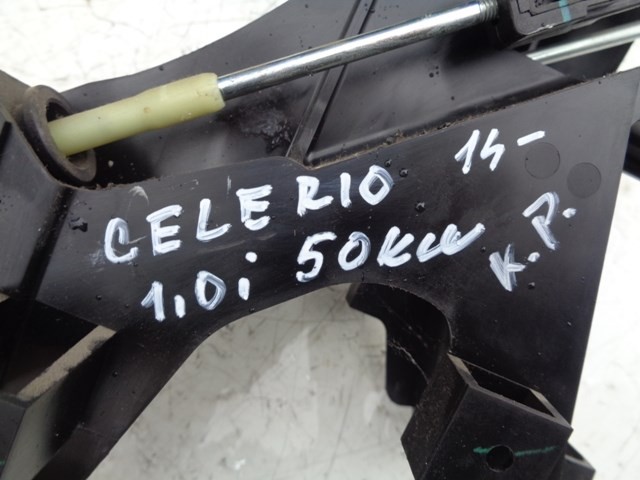 CELERIO 14-
1,0i 50KW K.P.